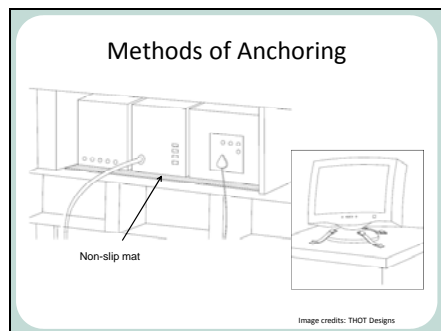 Methods of Anchoring
Non-slip mat
Image credits: THOT Designs